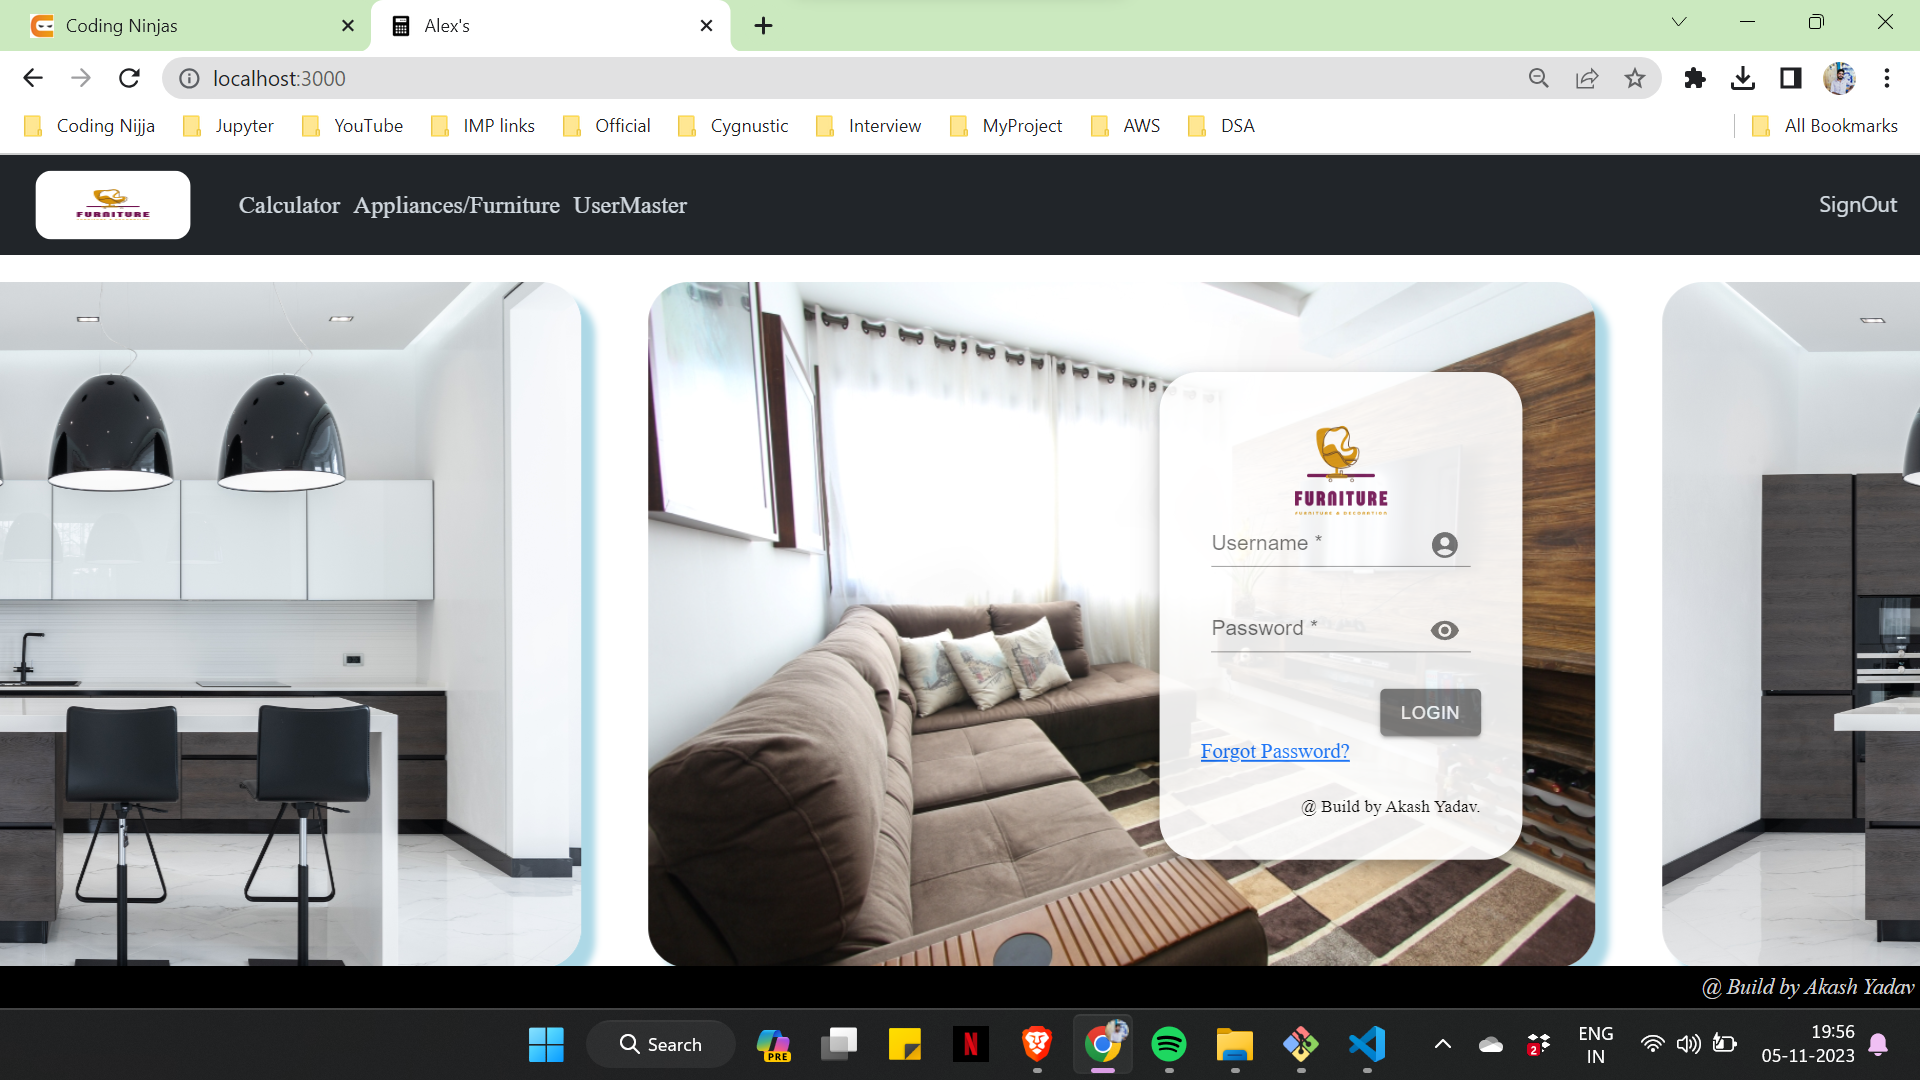 Coding Ninjas
Alex's
localhost:3000
Coding Nijja
Jupyter
YouTube
IMP links
Official
Cygnustic
Interview
MyProject
AWS
DSA
All Bookmarks
FURNITURE
Calculator Appliances/Furniture UserMaster
SignOut
FURNITURE
FURNITURE & DECORATION
Username *
Password *
LOGIN
Forgot Password?
@ Build by Akash Yadav.
@ Build by Akash Yadav
Search
PRE
N
2
ENG
IN
19:56
05-11-2023